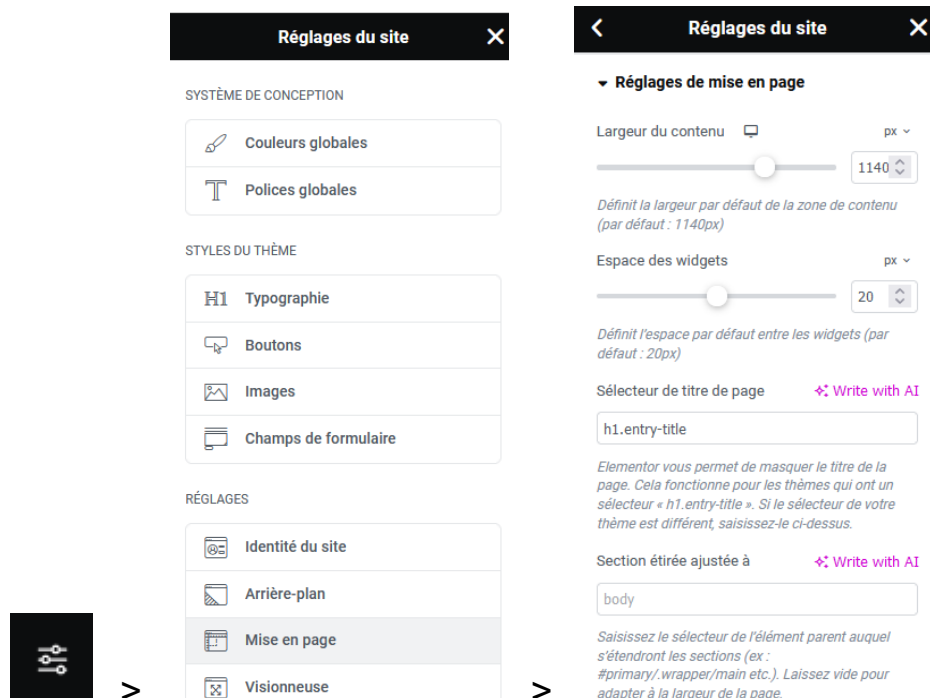 Réglages du site
SYSTÈME DE CONCEPTION
Couleurs globales
Polices globales
STYLES DU THÈME
H1 Typographie
Boutons
Images
Champs de formulaire
RÉGLAGES
Identité du site
Arrière-plan
Mise en page
Visionneuse
>
>
Réglages du site
Réglages de mise en page
Largeur du contenu px
1140
Définit la largeur par défaut de la zone de contenu
(par défaut : 1140px)
Espace des widgets px
20
Définit l'espace par défaut entre les widgets (par
défaut : 20px)
Sélecteur de titre de page Write with AI
h1.entry-title
Elementor vous permet de masquer le titre de la
page. Cela fonctionne pour les thèmes qui ont un
sélecteur « h1.entry-title ». Si le sélecteur de votre
thème est différent, saisissez-le ci-dessus.
Section étirée ajustée à Write with AI
body
Saisissez le sélecteur de l'élément parent auquel
s'étendront les sections (ex :
#primary/.wrapper/main etc.). Laissez vide pour
adapter à la largeur de la page.